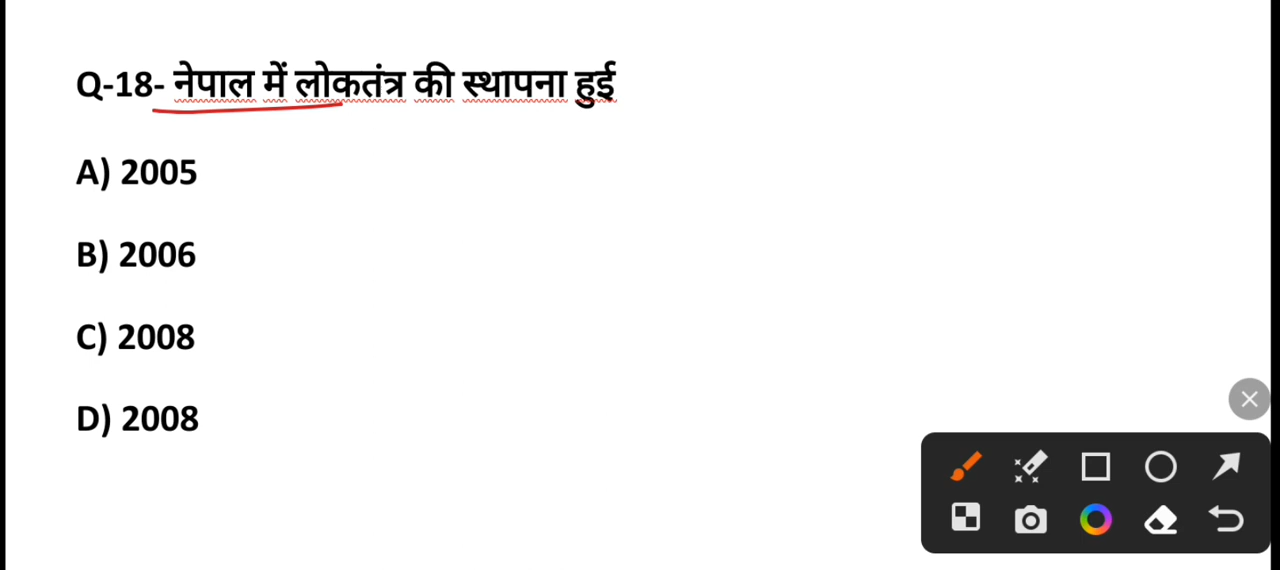 Q-18- नेपाल में लोकतंत्र की स्थापना हुई
A) 2005
B) 2006
C) 2008
D) 2008